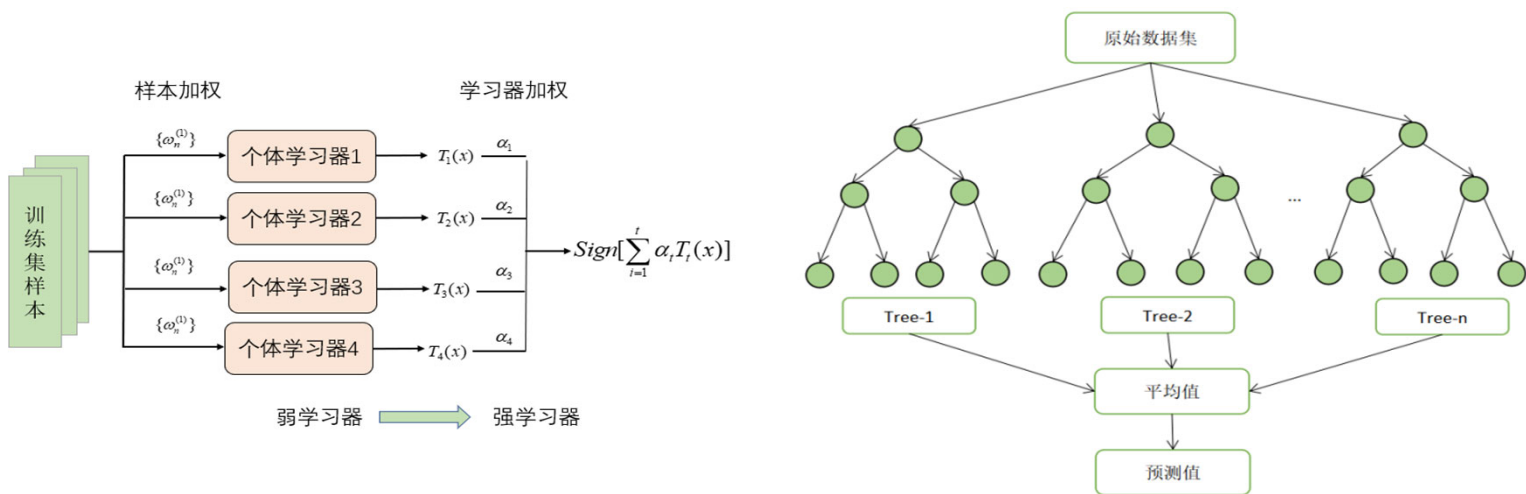 样本加权
学习器加权
训练集样本
{ω_n^(1)}
个体学习器1
T_1(x)
α_1
{ω_n^(1)}
个体学习器2
T_2(x)
α_2
{ω_n^(1)}
个体学习器3
T_3(x)
α_3
{ω_n^(1)}
个体学习器4
T_4(x)
α_4
Sign[∑_{t=1}^{t} α_t T_t(x)]
弱学习器
强学习器
原始数据集
...
Tree-1
Tree-2
Tree-n
平均值
预测值